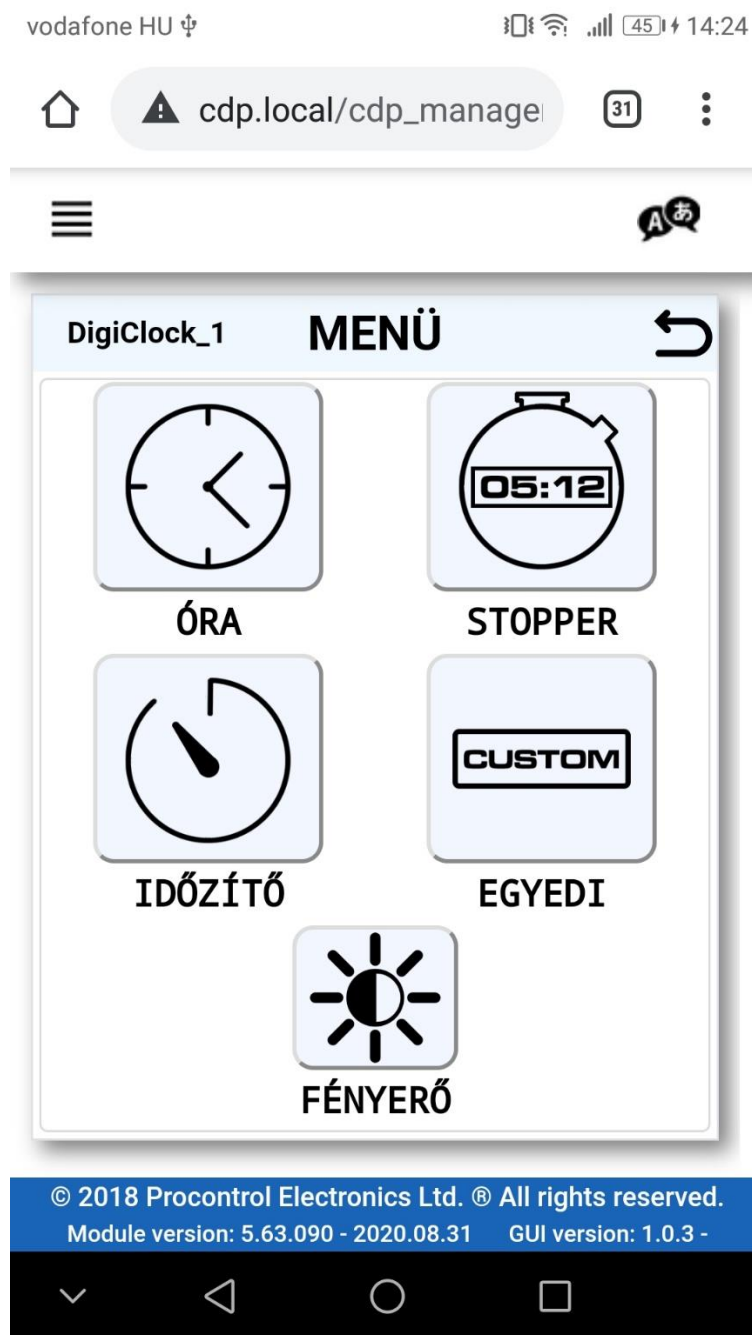 vodafone HU 45 14:24
cdp.local/cdp_manage 31
A あ
DigiClock_1 MENÜ
05:12
ÓRA STOPPER
CUSTOM
IDŐZÍTŐ EGYEDI
FÉNYERŐ
© 2018 Procontrol Electronics Ltd. ® All rights reserved.
Module version: 5.63.090 - 2020.08.31 GUI version: 1.0.3 -